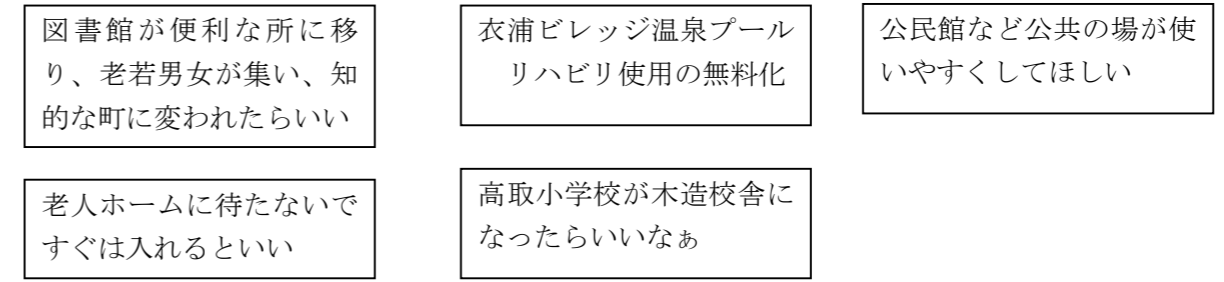 図書館が便利な所に移
り、老若男女が集い、知
的な町に変われたらいい
衣浦ビレッジ温泉プール
リハビリ使用の無料化
公民館など公共の場が使
いやすくしてほしい
老人ホームに待たないで
すぐは入れるといい
高取小学校が木造校舎に
なったらいいなぁ